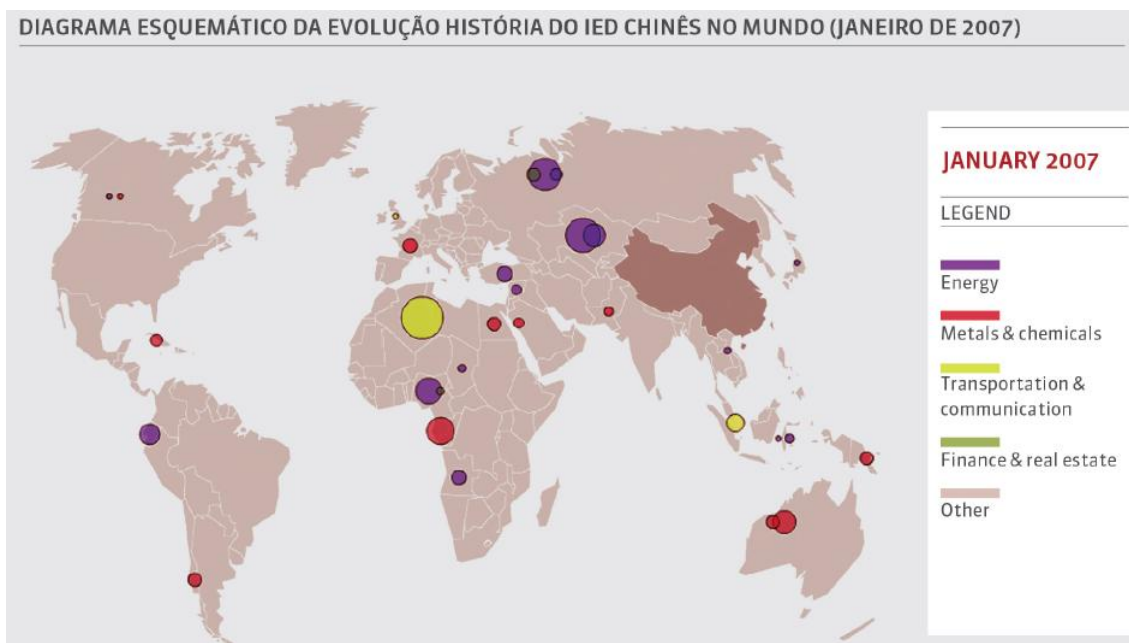 DIAGRAMA ESQUEMÁTICO DA EVOLUÇÃO HISTÓRIA DO IED CHINÊS NO MUNDO (JANEIRO DE 2007)
JANUARY 2007
LEGEND
Energy
Metals & chemicals
Transportation &
communication
Finance & real estate
Other